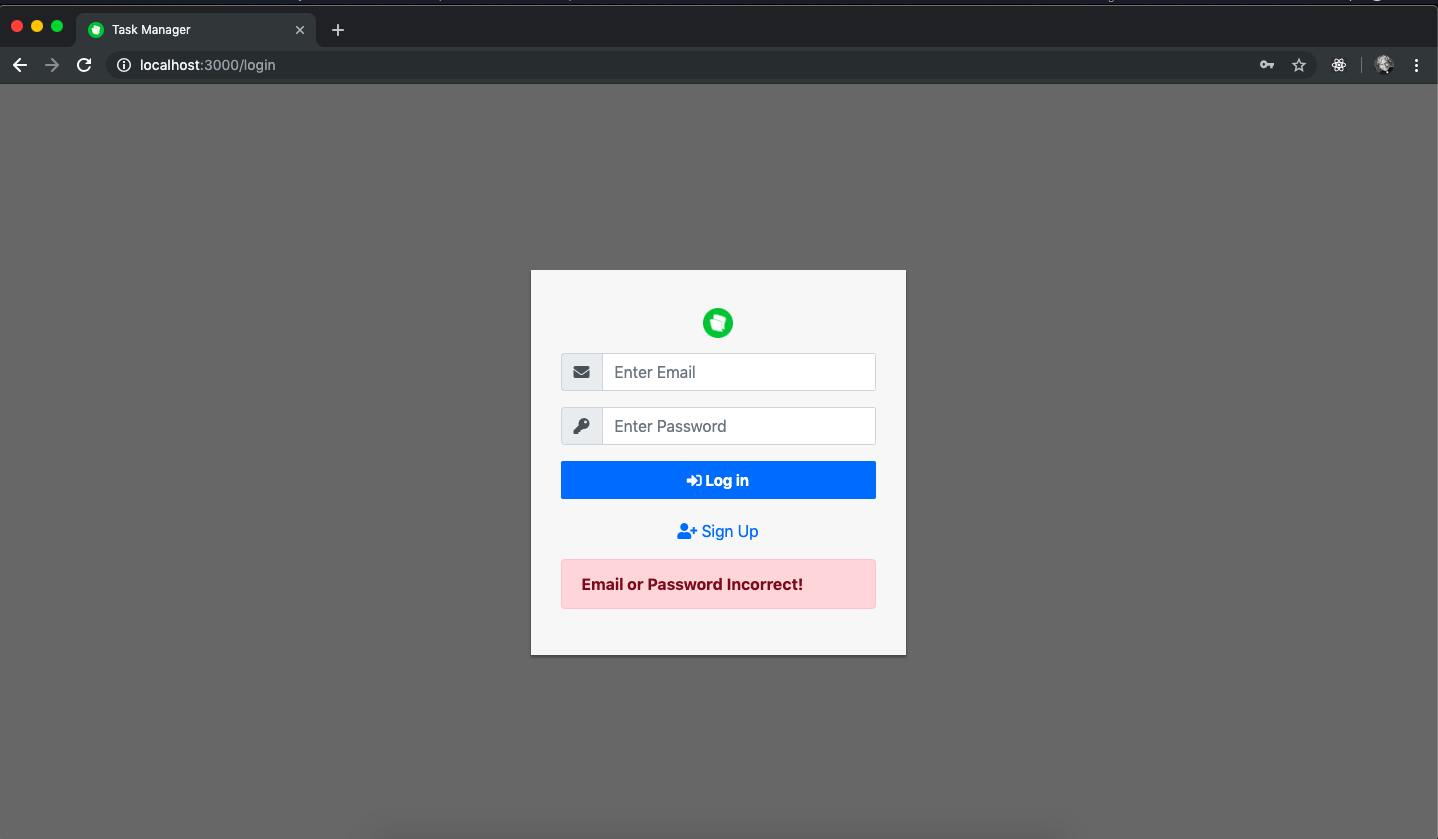 Task Manager
localhost:3000/login
Enter Email
Enter Password
Log in
Sign Up
Email or Password Incorrect!